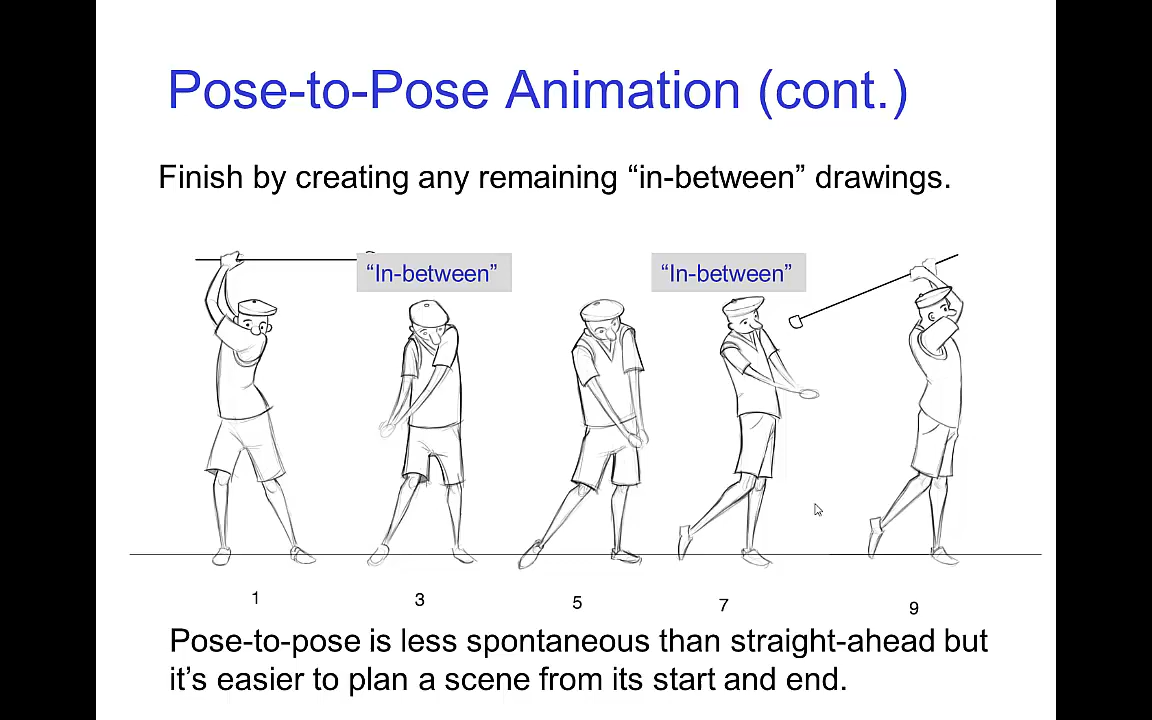 Pose-to-Pose Animation (cont.)
Finish by creating any remaining “in-between” drawings.
“In-between”
“In-between”
1
3
5
7
9
Pose-to-pose is less spontaneous than straight-ahead but
it’s easier to plan a scene from its start and end.